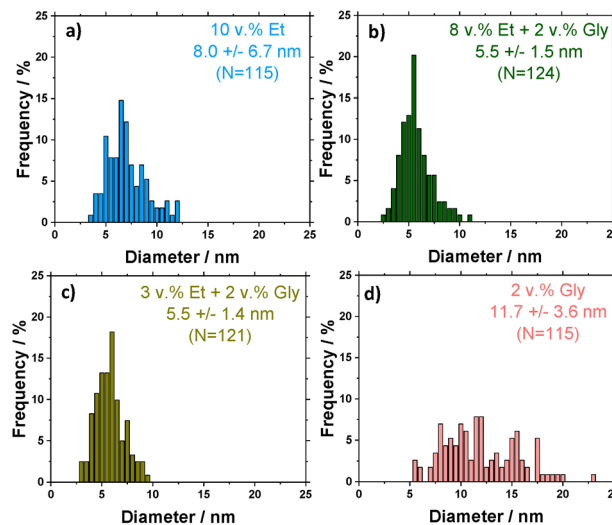 a)
10 v.% Et
8.0 +/- 6.7 nm
(N=115)
Frequency / %
25
20
15
10
5
0
0 5 10 15 20 25
Diameter / nm
b)
8 v.% Et + 2 v.% Gly
5.5 +/- 1.5 nm
(N=124)
Frequency / %
25
20
15
10
5
0
0 5 10 15 20 25
Diameter / nm
c)
3 v.% Et + 2 v.% Gly
5.5 +/- 1.4 nm
(N=121)
Frequency / %
25
20
15
10
5
0
0 5 10 15 20 25
Diameter / nm
d)
2 v.% Gly
11.7 +/- 3.6 nm
(N=115)
Frequency / %
25
20
15
10
5
0
0 5 10 15 20 25
Diameter / nm